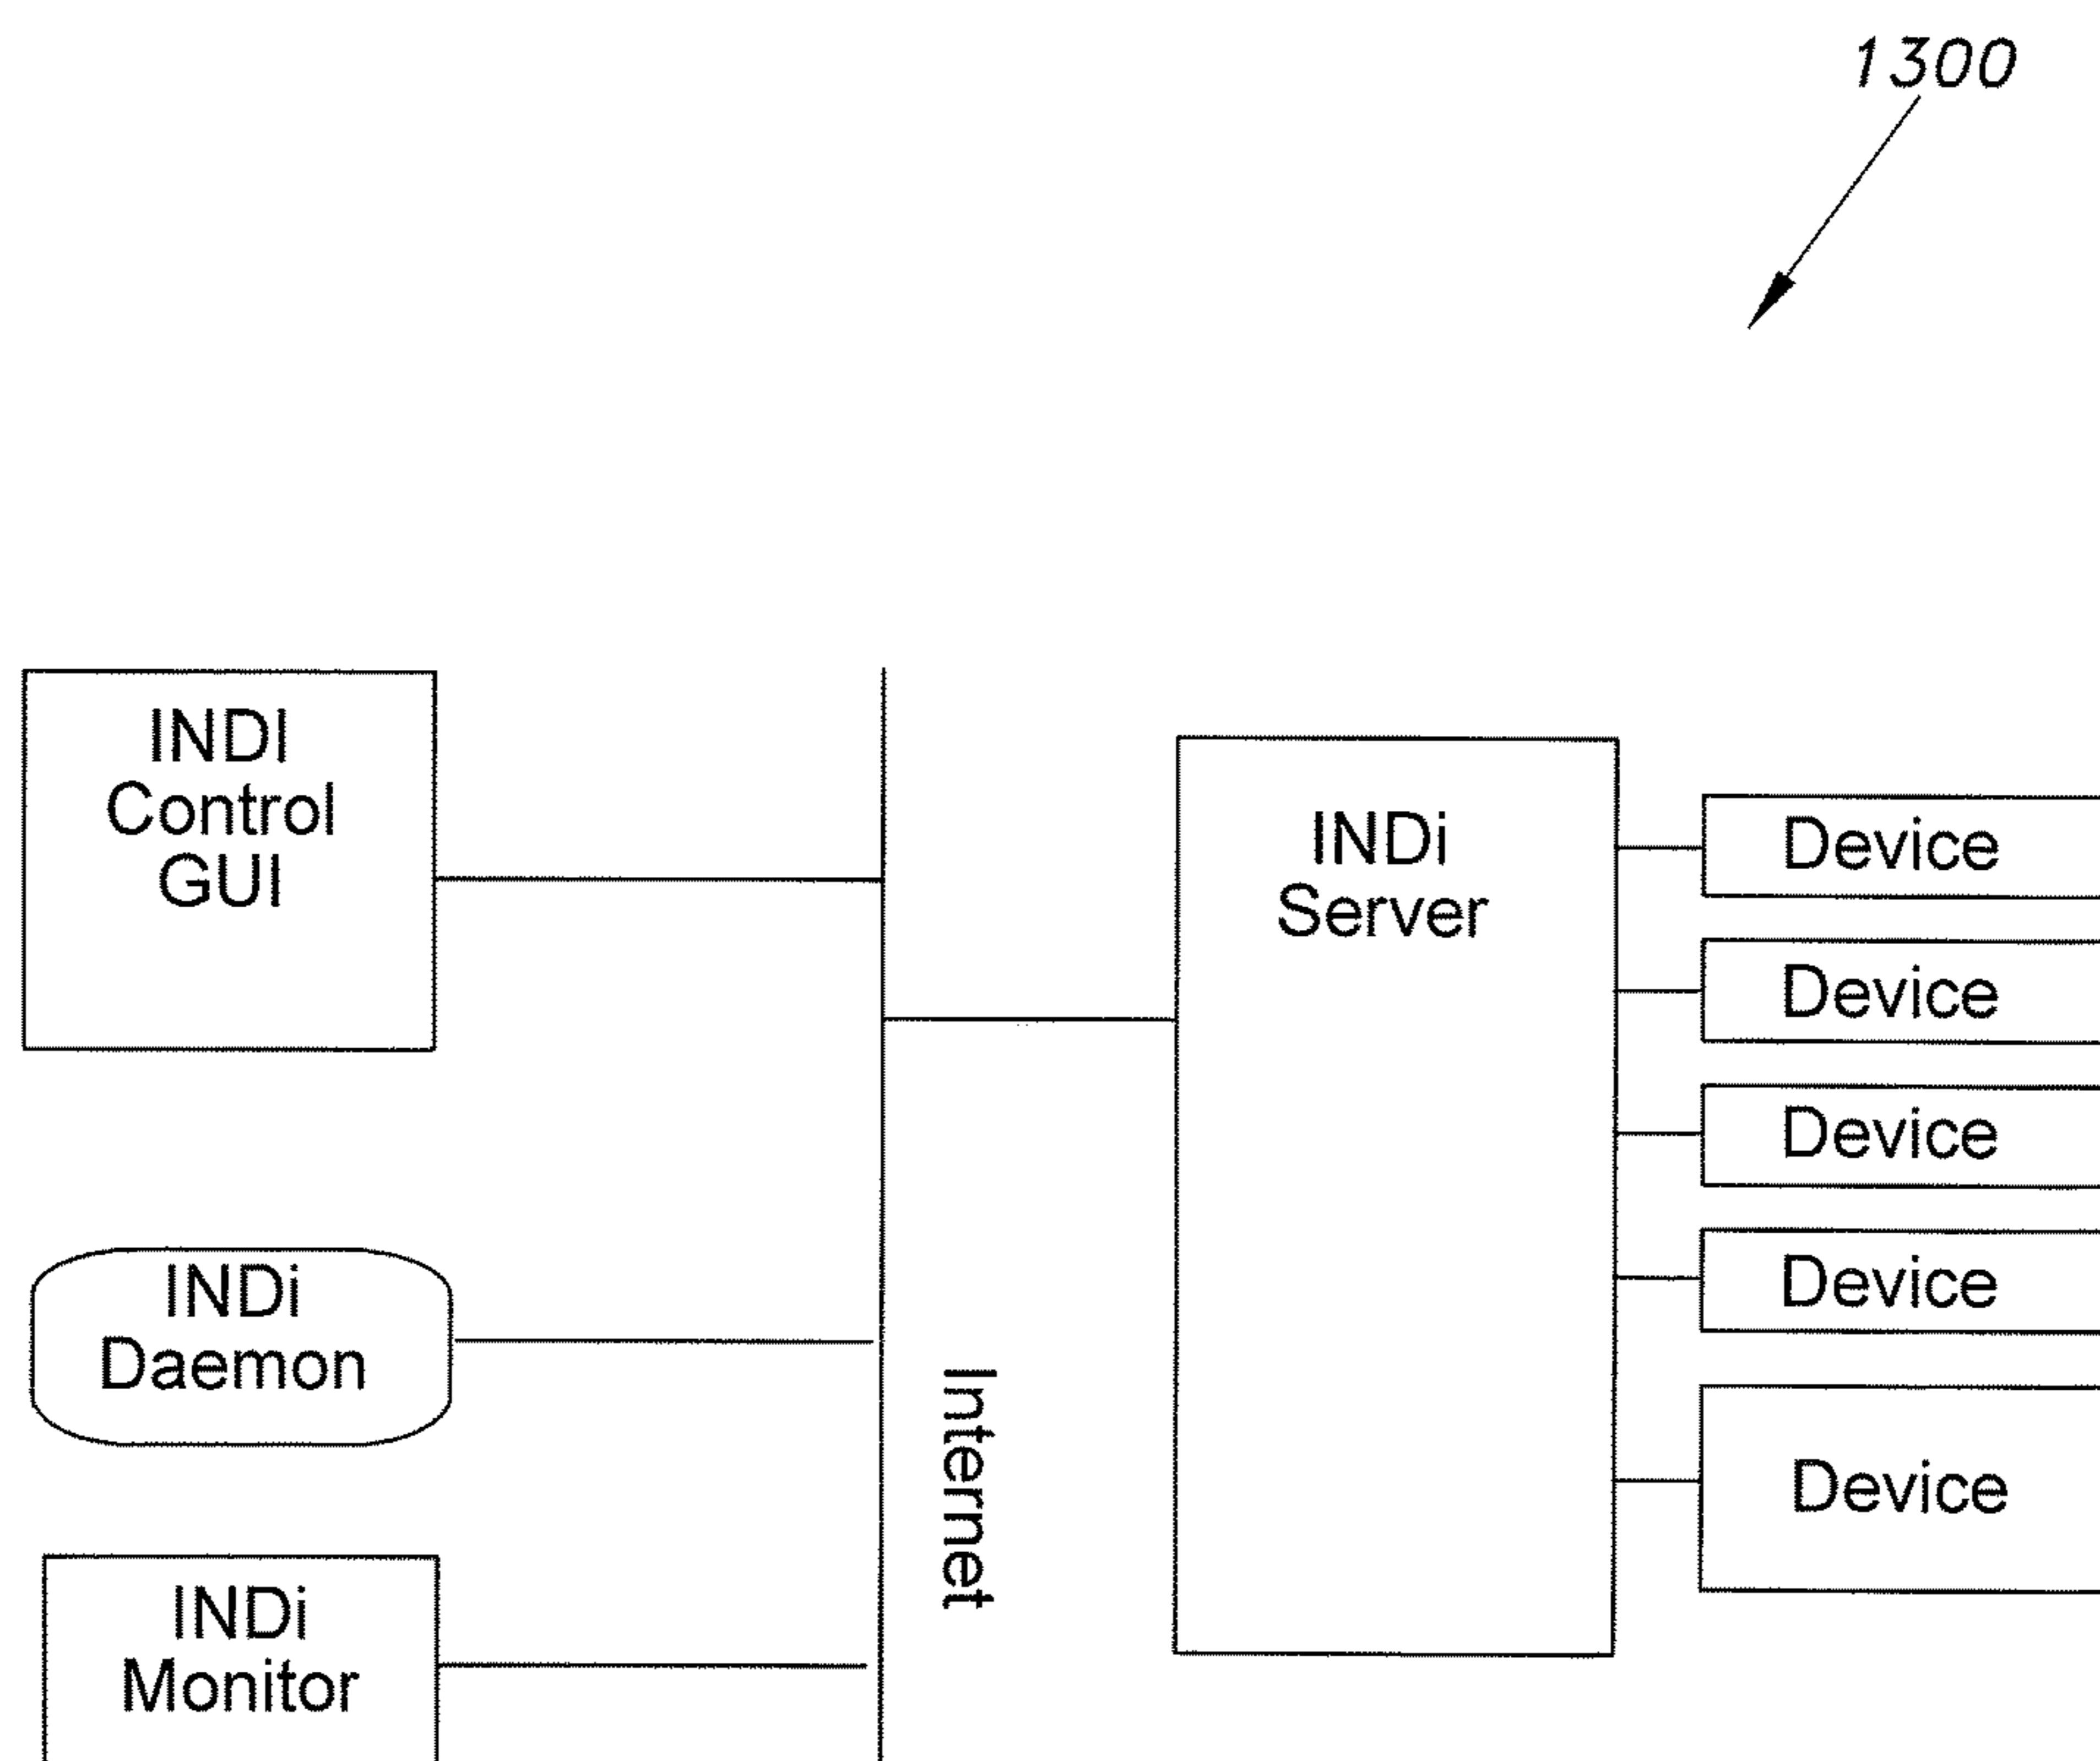 1300
INDI
Control
GUI
INDi
Server
Device
Device
Device
Device
Device
INDi
Daemon
Internet
INDi
Monitor